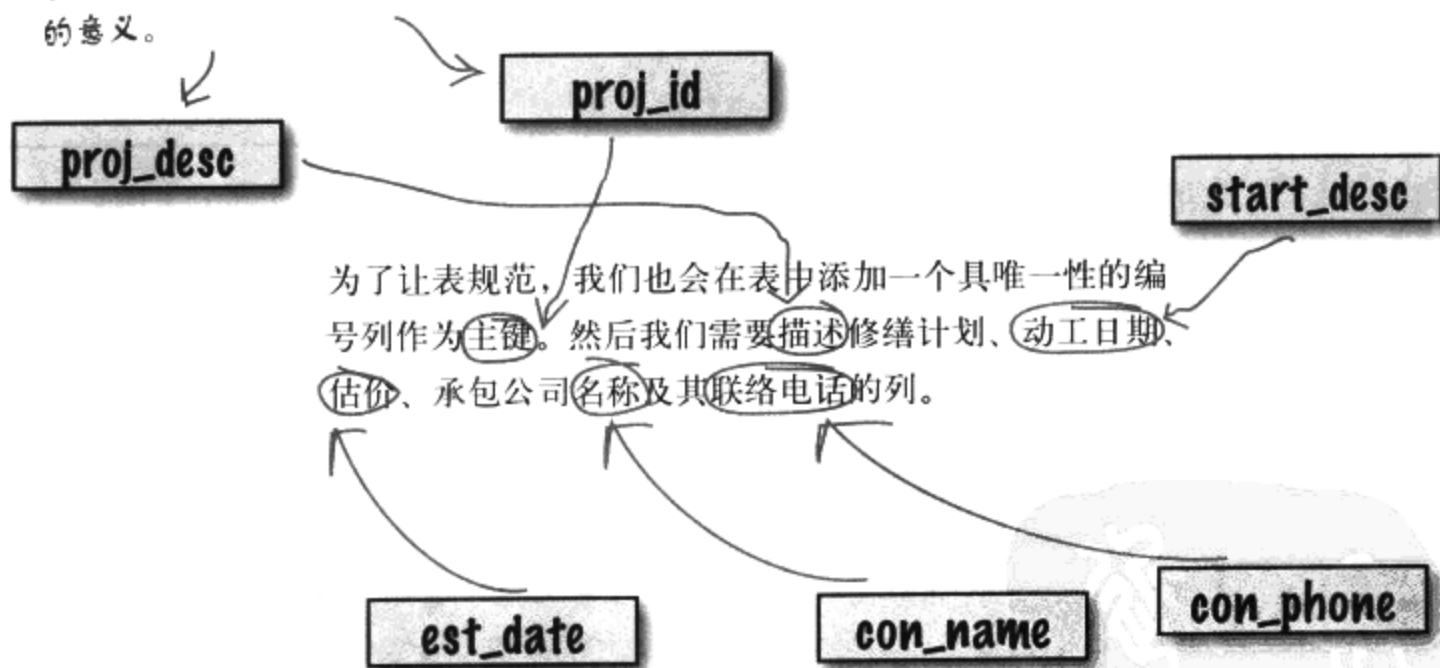 的意义。
proj_id
proj_desc
start_desc
为了让表规范，我们也会在表中添加一个具唯一性的编
号列作为主键。然后我们需要描述修缮计划、动工日期、
估价、承包公司名称及其联络电话的列。
est_date
con_name
con_phone